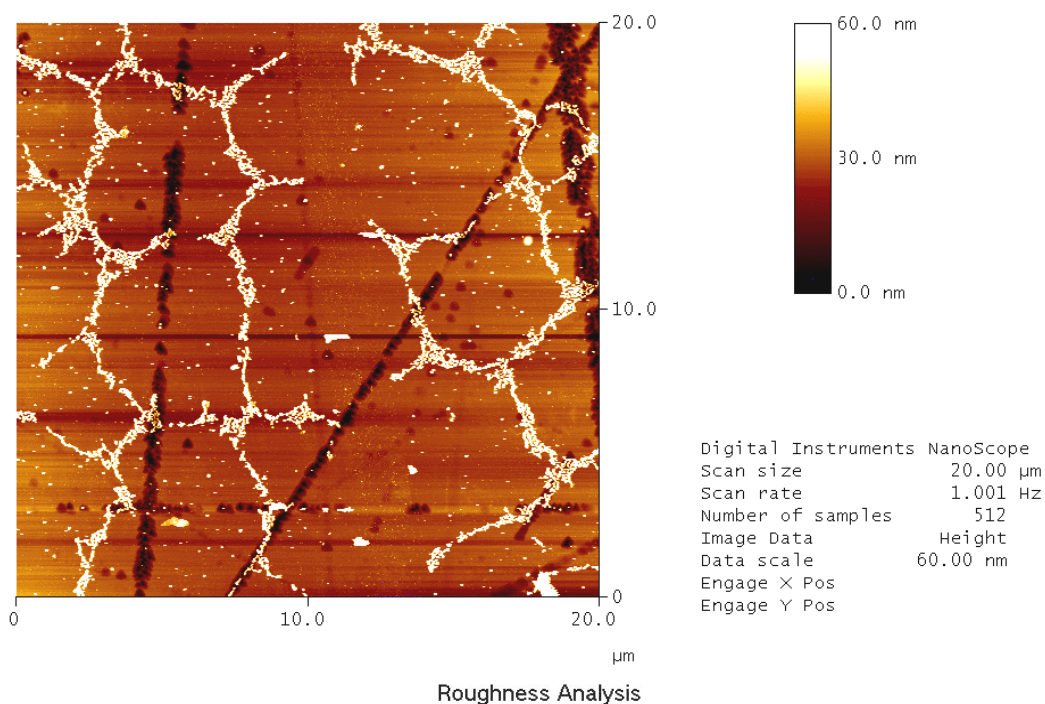 20.0
60.0 nm
30.0 nm
0.0 nm
10.0
Digital Instruments NanoScope
Scan size 20.00 µm
Scan rate 1.001 Hz
Number of samples 512
Image Data Height
Data scale 60.00 nm
Engage X Pos
Engage Y Pos
0
0 10.0 20.0
µm
Roughness Analysis